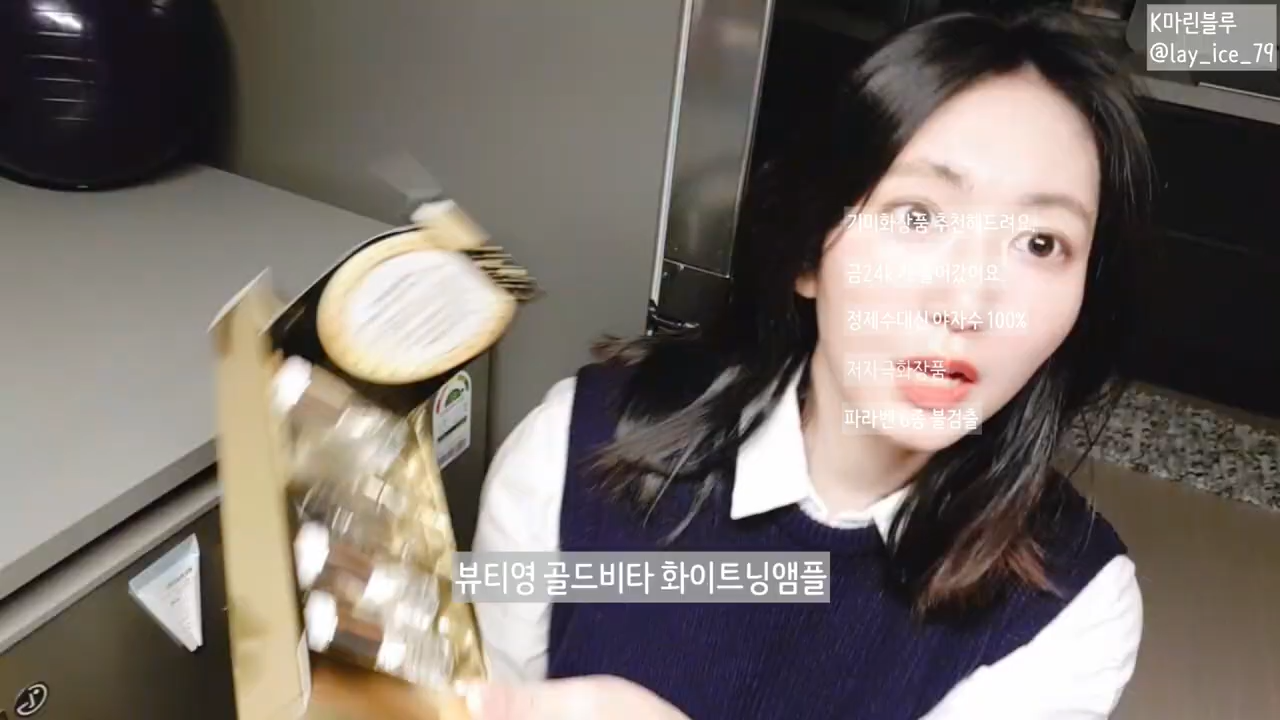 K마린블루
@lay_ice_79
기미화장품 추천해드려요
금24k가 들어갔어요
정제수대신 야자수 100%
저자극화장품
파라벤 6종 불검출
뷰티영 골드비타 화이트닝앰플